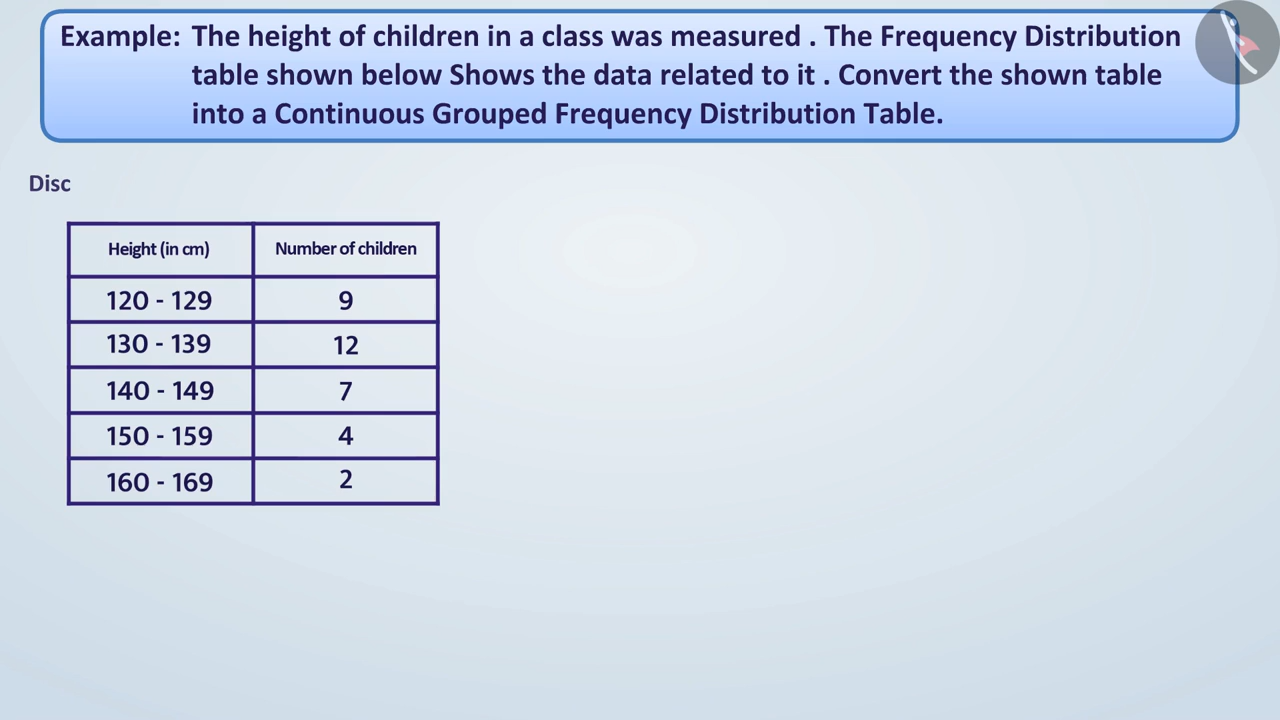 Example: The height of children in a class was measured . The Frequency Distribution
table shown below Shows the data related to it . Convert the shown table
into a Continuous Grouped Frequency Distribution Table.
Disc
Height (in cm) Number of children
120 - 129 9
130 - 139 12
140 - 149 7
150 - 159 4
160 - 169 2